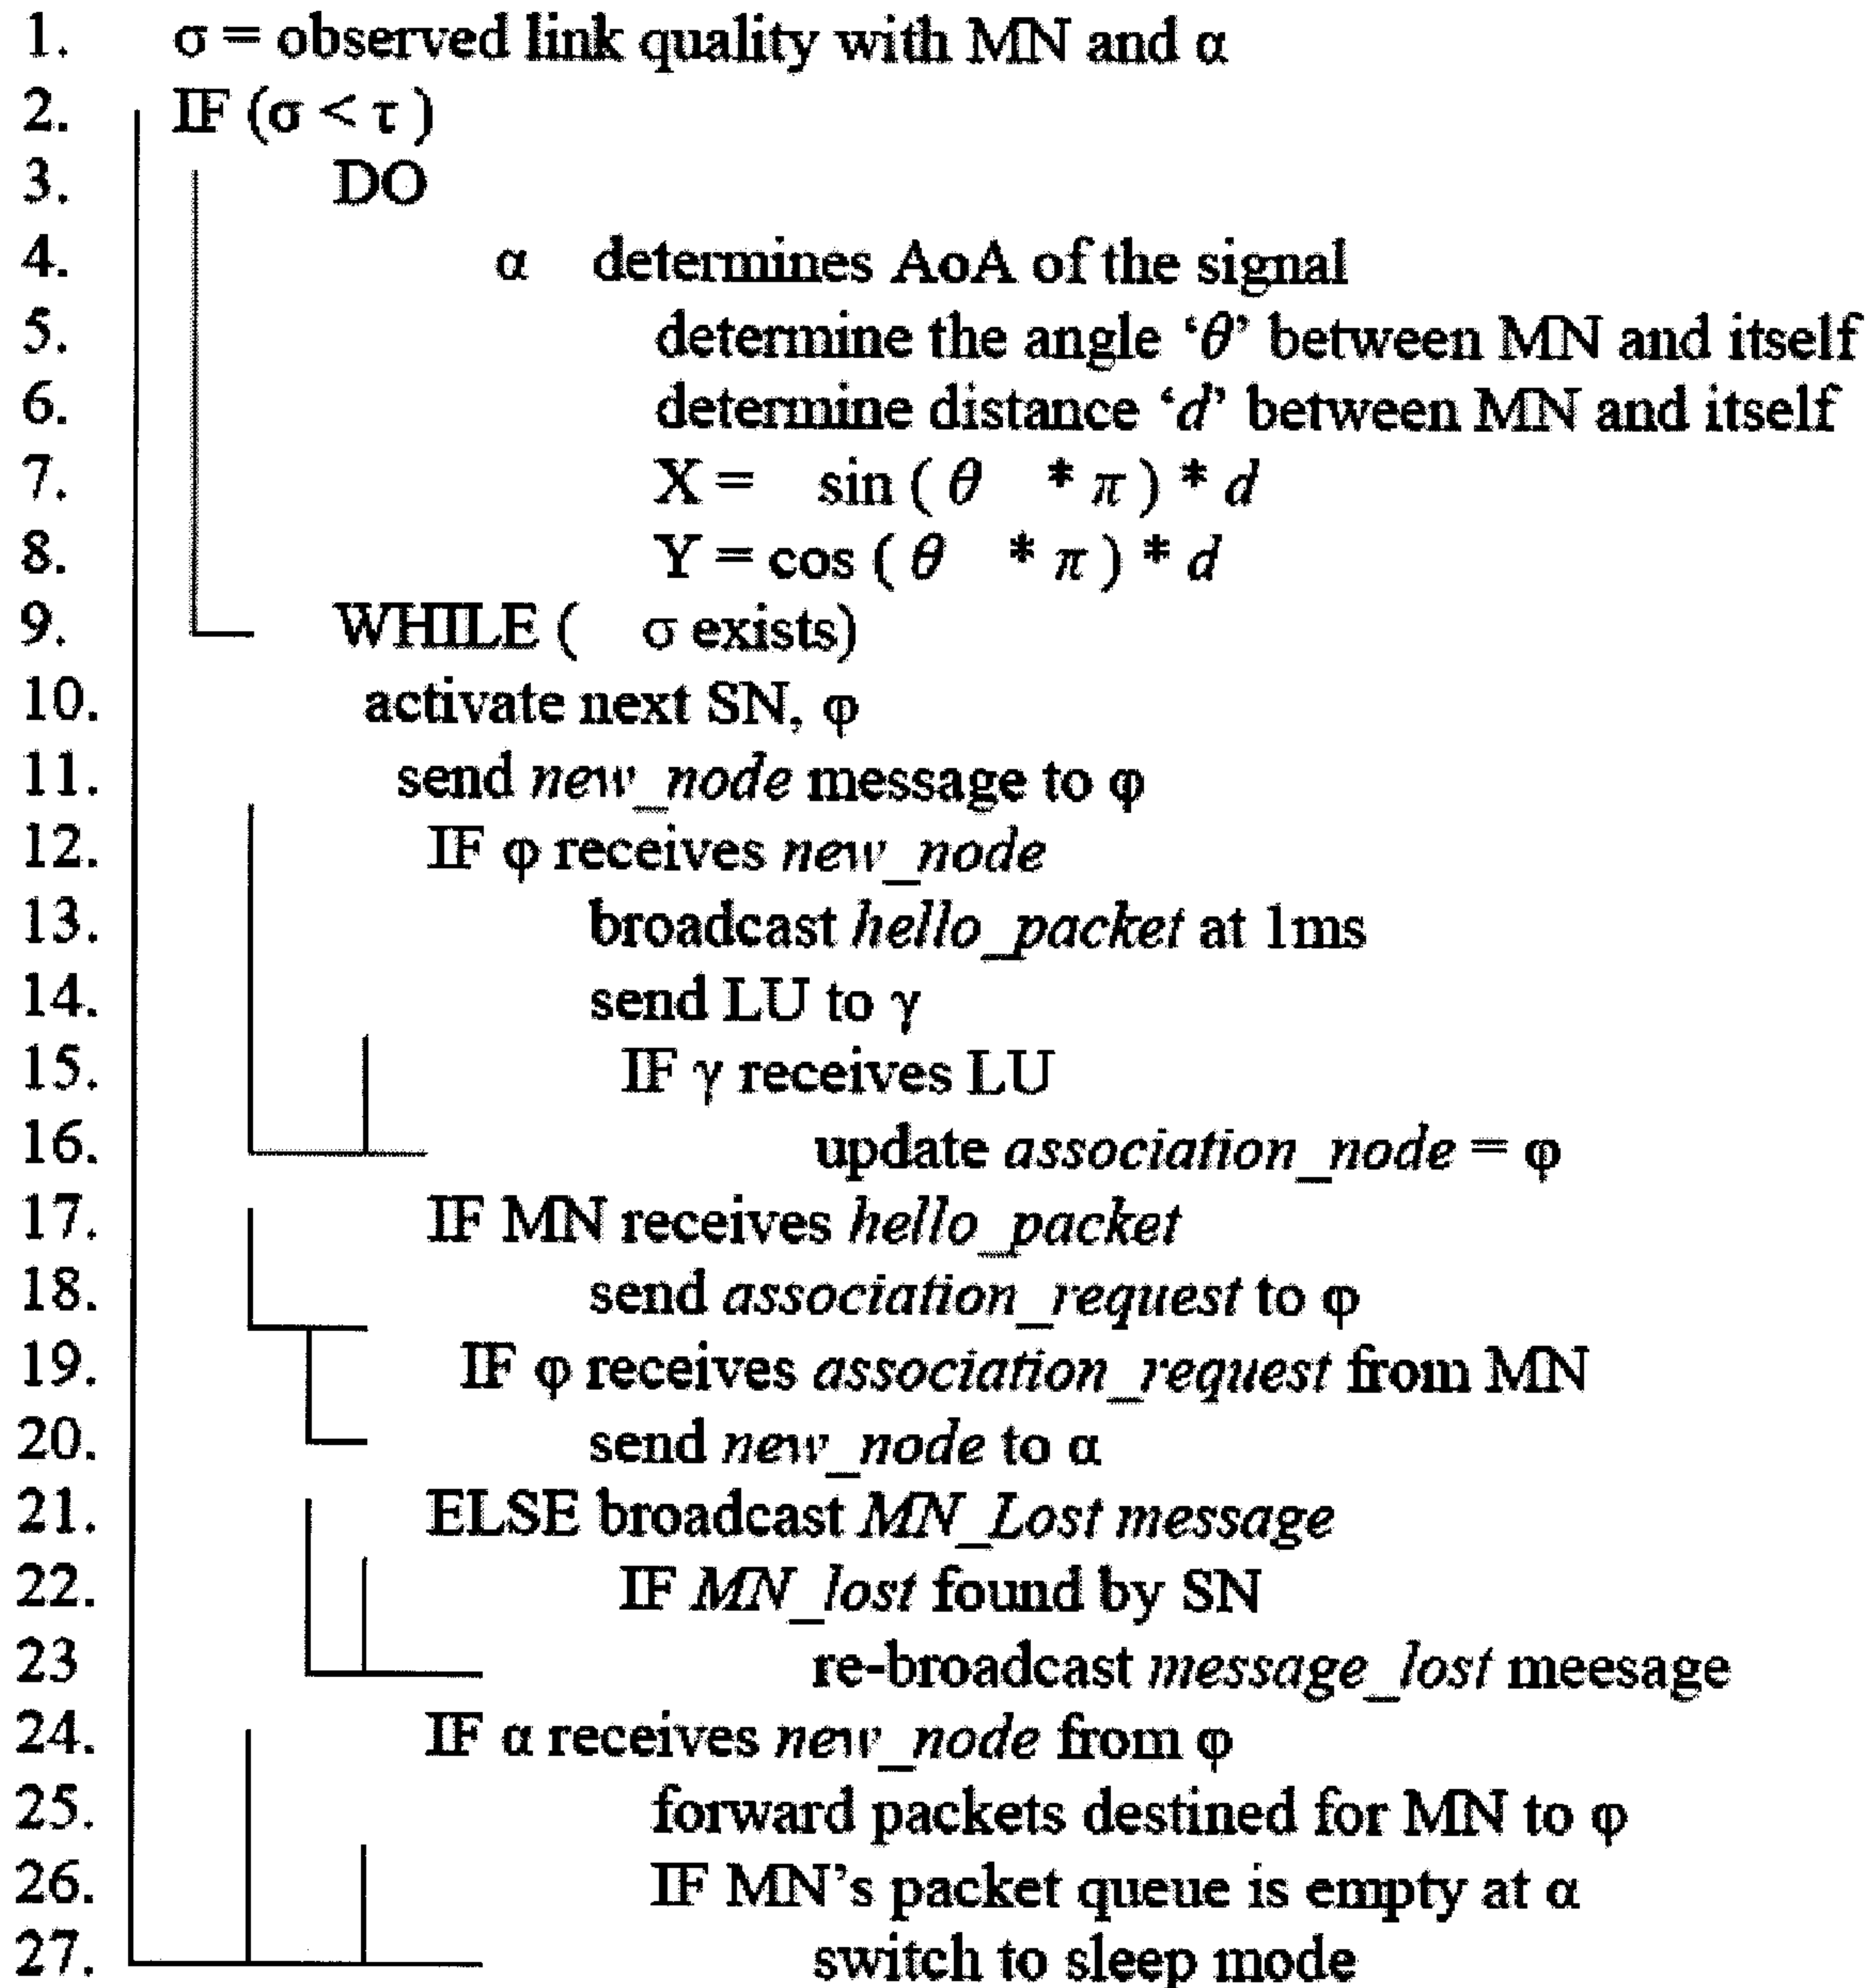 1. σ = observed link quality with MN and α
2. IF (σ < τ )
3. DO
4. α determines AoA of the signal
5. determine the angle ‘θ’ between MN and itself
6. determine distance ‘d’ between MN and itself
7. X = sin ( θ * π ) * d
8. Y = cos ( θ * π ) * d
9. WHILE ( σ exists)
10. activate next SN, φ
11. send new_node message to φ
12. IF φ receives new_node
13. broadcast hello_packet at 1ms
14. send LU to γ
15. IF γ receives LU
16. update association_node = φ
17. IF MN receives hello_packet
18. send association_request to φ
19. IF φ receives association_request from MN
20. send new_node to α
21. ELSE broadcast MN_Lost message
22. IF MN_lost found by SN
23 re-broadcast message_lost meesage
24. IF α receives new_node from φ
25. forward packets destined for MN to φ
26. IF MN’s packet queue is empty at α
27. switch to sleep mode